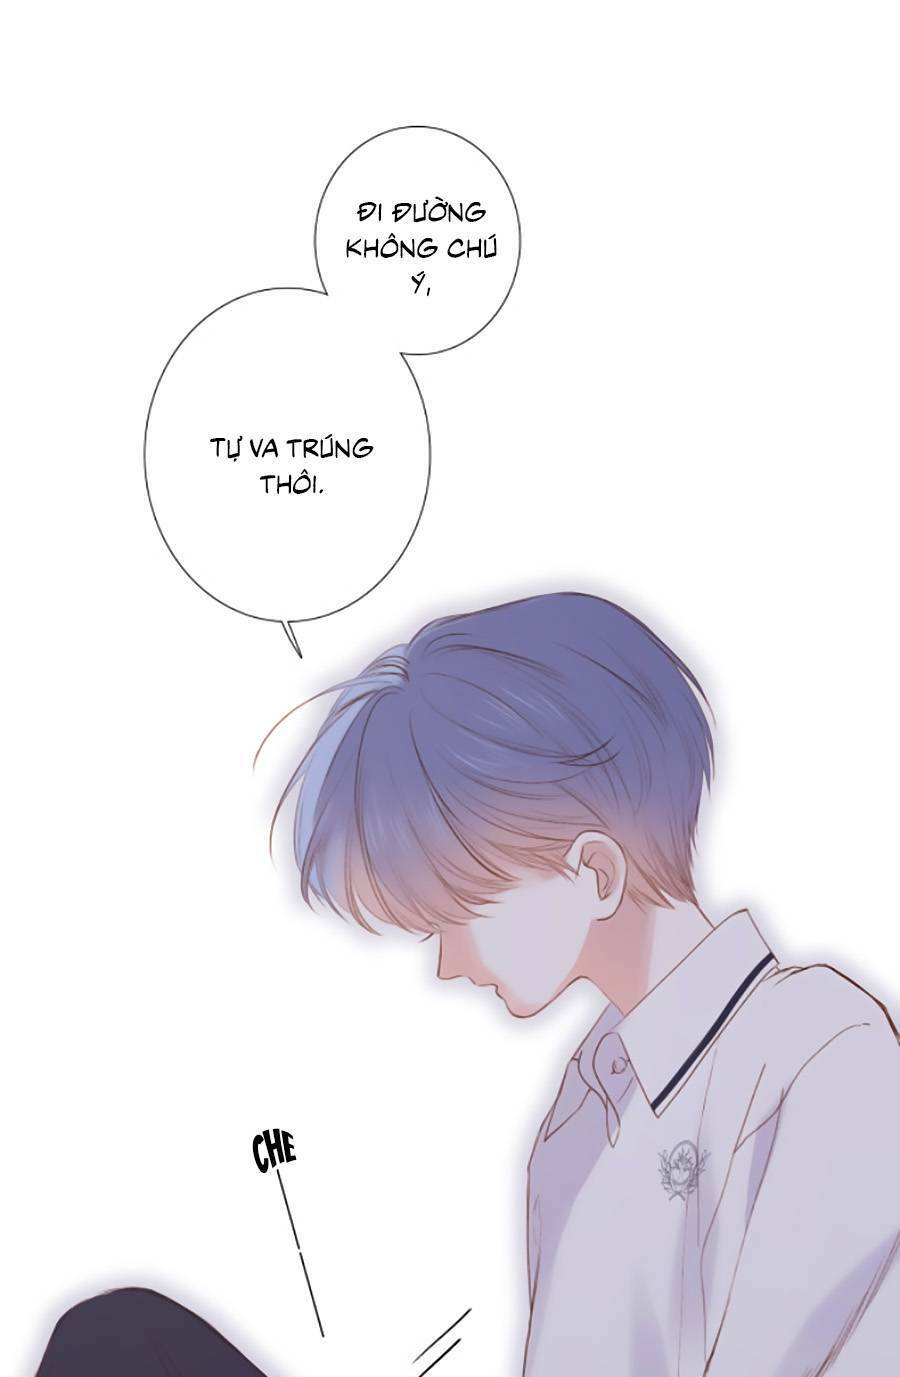 ĐI ĐƯỜNG
KHÔNG CHÚ
Ý,
TỰ VA TRÚNG
THÔI.
CHE